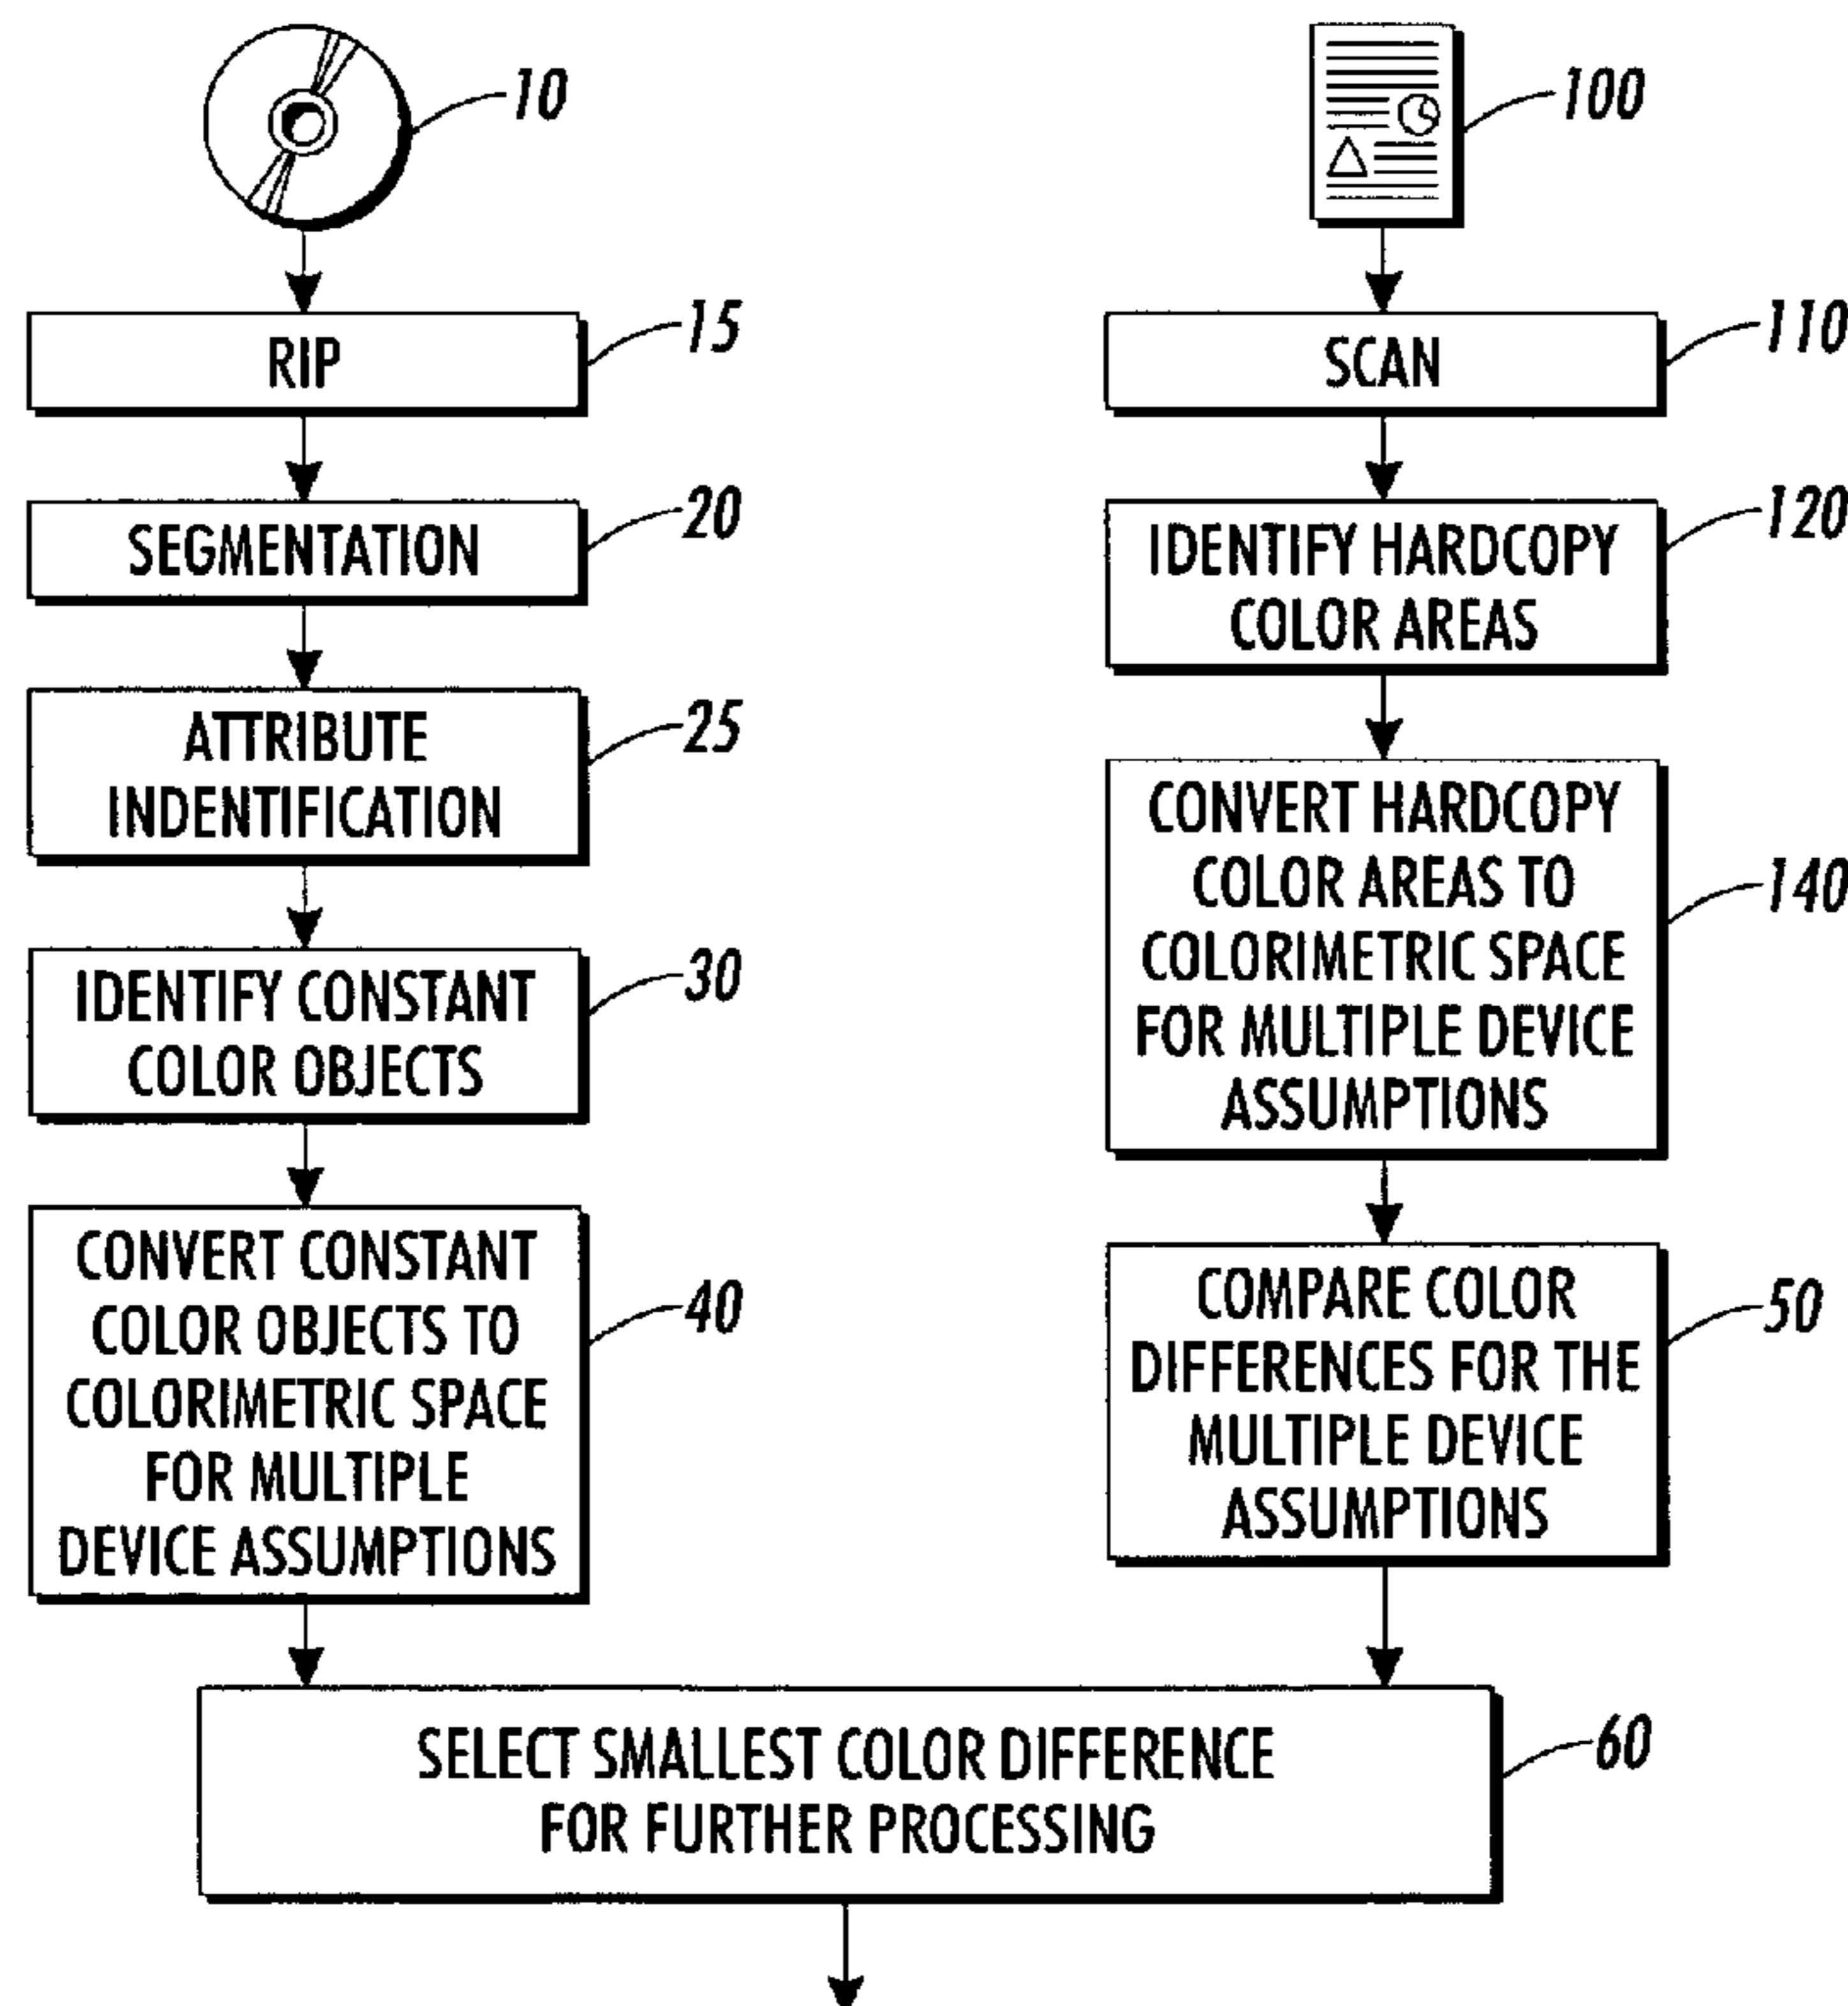 10
RIP
15
SEGMENTATION
20
ATTRIBUTE
INDENTIFICATION
25
IDENTIFY CONSTANT
COLOR OBJECTS
30
CONVERT CONSTANT
COLOR OBJECTS TO
COLORIMETRIC SPACE
FOR MULTIPLE
DEVICE ASSUMPTIONS
40
100
SCAN
110
IDENTIFY HARDCOPY
COLOR AREAS
120
CONVERT HARDCOPY
COLOR AREAS TO
COLORIMETRIC SPACE
FOR MULTIPLE DEVICE
ASSUMPTIONS
140
COMPARE COLOR
DIFFERENCES FOR THE
MULTIPLE DEVICE
ASSUMPTIONS
50
SELECT SMALLEST COLOR DIFFERENCE
FOR FURTHER PROCESSING
60